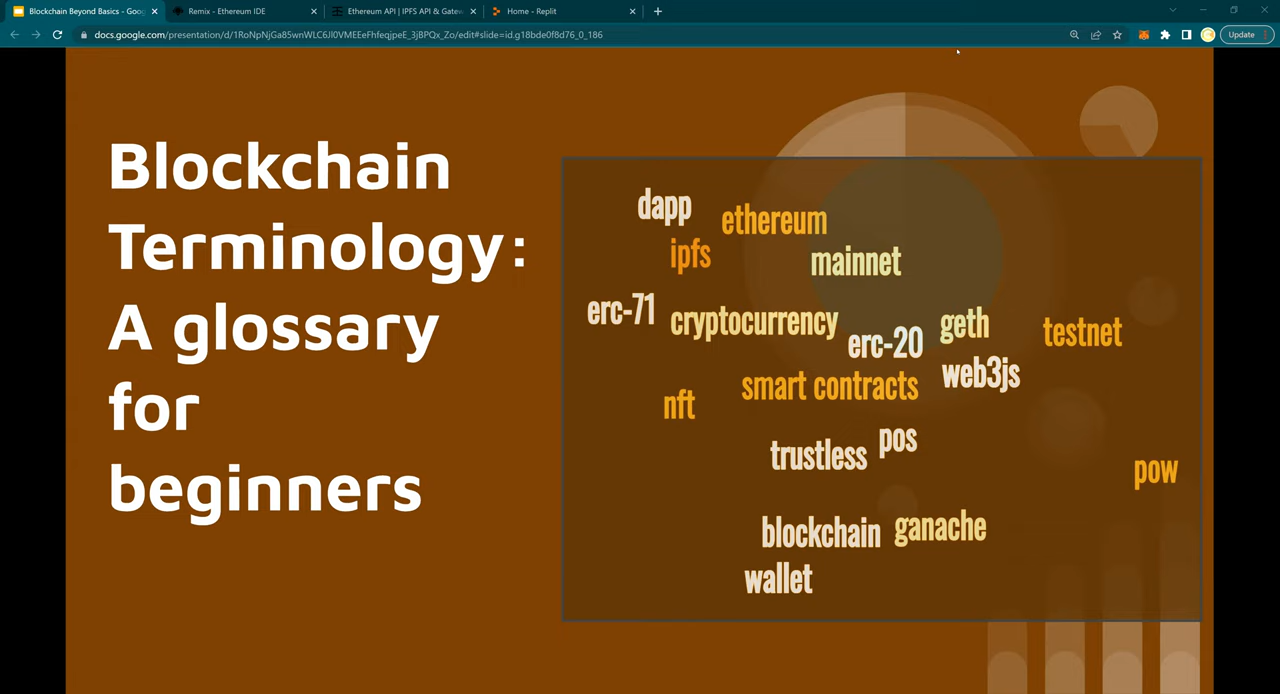 Blockchain Beyond Basics - Goo
Remix - Ethereum IDE
Ethereum API | IPFS API & Gatew
Home - Replit
docs.google.com/presentation/d/1RoNpNjGa85wnWLC6JI0VMEEeFhfeqjpeE_3jBPQx_Zo/edit#slide=id.g18bde0f8d76_0_186
Update
Blockchain
Terminology:
A glossary
for
beginners
dapp
ethereum
ipfs
mainnet
erc-71
cryptocurrency
erc-20
geth
testnet
web3js
smart contracts
nft
trustless
pos
pow
blockchain
ganache
wallet